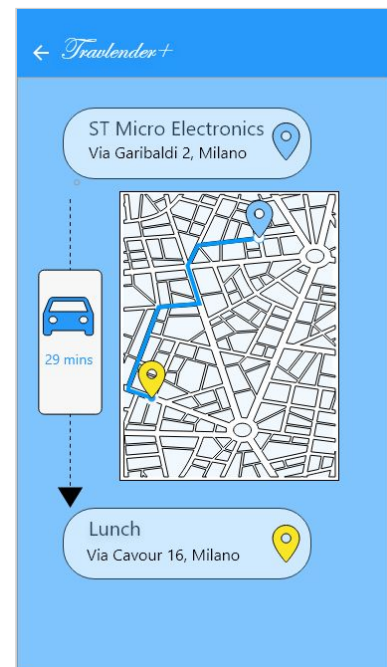 Travlender+
ST Micro Electronics
Via Garibaldi 2, Milano
29 mins
Lunch
Via Cavour 16, Milano